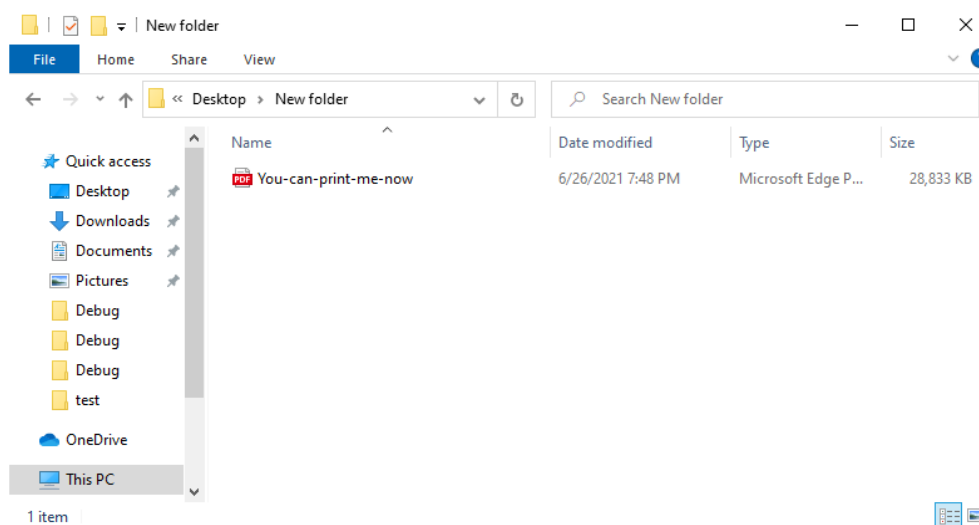 New folder
File Home Share View
« Desktop › New folder Search New folder
Name Date modified Type Size
Quick access
PDF You-can-print-me-now 6/26/2021 7:48 PM Microsoft Edge P... 28,833 KB
Desktop
Downloads
Documents
Pictures
Debug
Debug
Debug
test
OneDrive
This PC
1 item